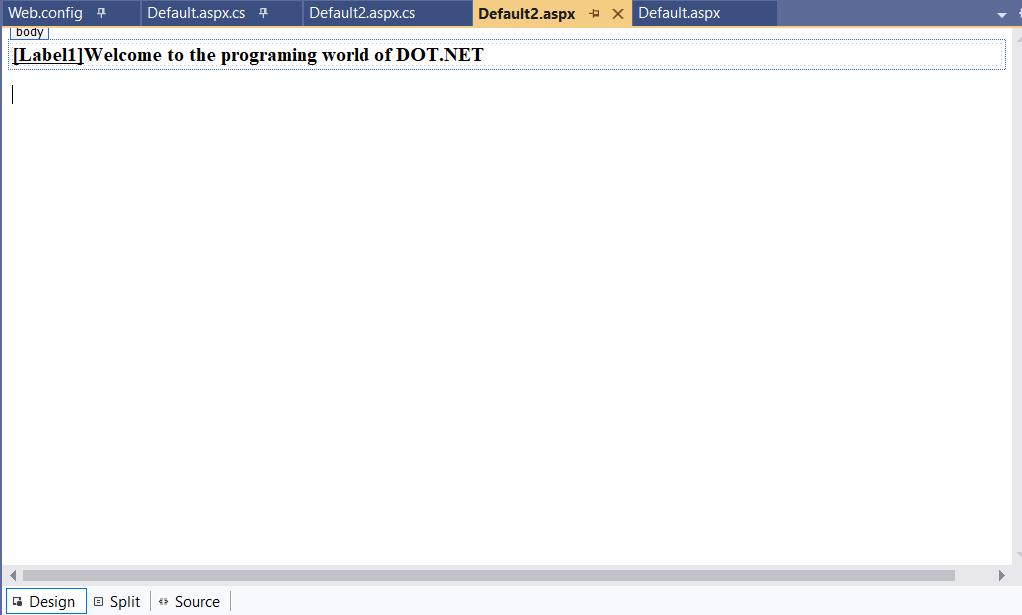 Web.config Default.aspx.cs Default2.aspx.cs Default2.aspx Default.aspx
body
[Label1]Welcome to the programing world of DOT.NET
Design Split Source